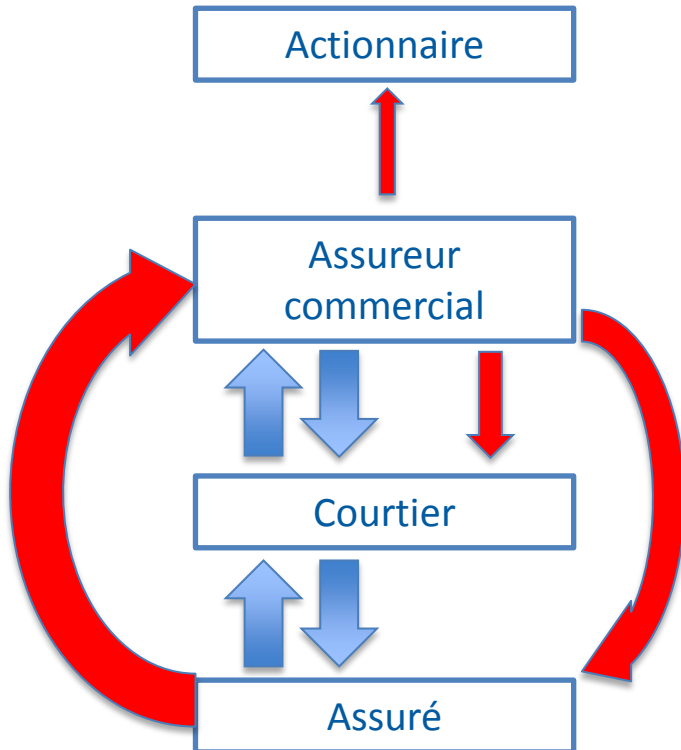 Actionnaire
Assureur
commercial
Courtier
Assuré